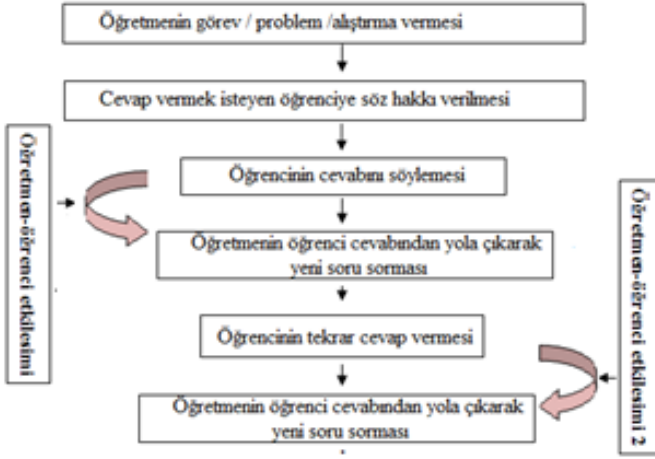 Öğretmenin görev / problem /alıştırma vermesi
Cevap vermek isteyen öğrenciye söz hakkı verilmesi
Öğretmen-öğrenci etkilesimi
Öğrencinin cevabını söylemesi
Öğretmenin öğrenci cevabından yola çıkarak
yeni soru sorması
Öğrencinin tekrar cevap vermesi
Öğretmen-öğrenci etkilesimi 2
Öğretmenin öğrenci cevabından yola çıkarak
yeni soru sorması